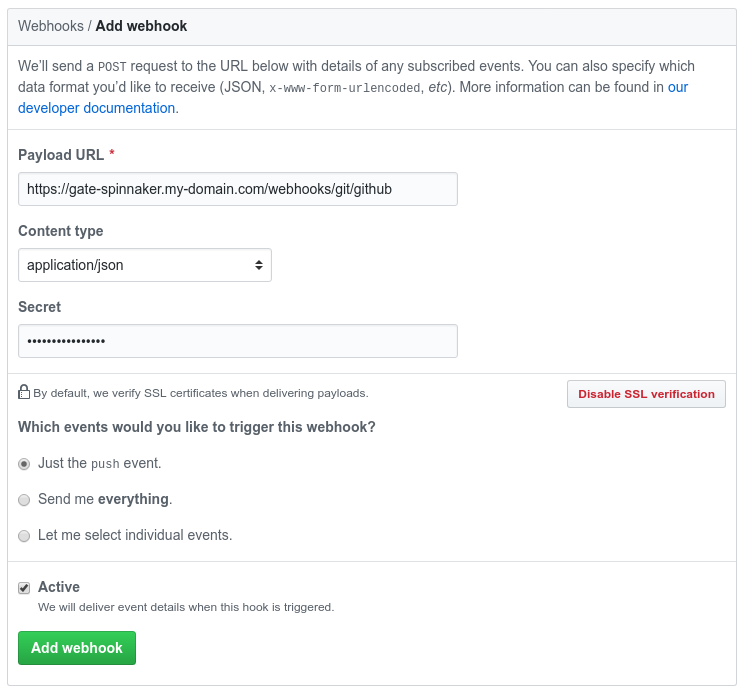 Webhooks / Add webhook
We’ll send a POST request to the URL below with details of any subscribed events. You can also specify which
data format you’d like to receive (JSON, x-www-form-urlencoded, etc). More information can be found in our
developer documentation.
Payload URL *
https://gate-spinnaker.my-domain.com/webhooks/git/github
Content type
application/json
Secret
••••••••••••••••
By default, we verify SSL certificates when delivering payloads.
Disable SSL verification
Which events would you like to trigger this webhook?
Just the push event.
Send me everything.
Let me select individual events.
Active
We will deliver event details when this hook is triggered.
Add webhook